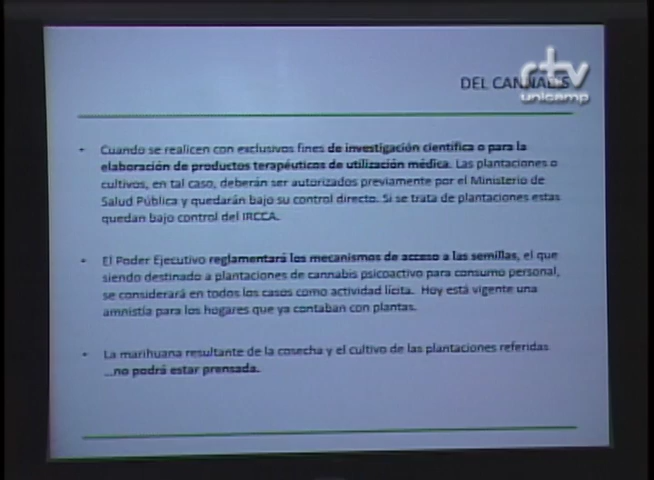 rtv
unicamp
DEL CANNABIS
• Cuando se realicen con exclusivos fines de investigación científica o para la
elaboración de productos terapéuticos de utilización médica. Las plantaciones o
cultivos, en tal caso, deberán ser autorizados previamente por el Ministerio de
Salud Pública y quedarán bajo su control directo. Si se trata de plantaciones estas
quedan bajo control del IRCCA.
• El Poder Ejecutivo reglamentará los mecanismos de acceso a las semillas, el que
siendo destinado a plantaciones de cannabis psicoactivo para consumo personal,
se considerará en todos los casos como actividad lícita. Hoy está vigente una
amnistía para los hogares que ya contaban con plantas.
• La marihuana resultante de la cosecha y el cultivo de las plantaciones referidas
...no podrá estar prensada.